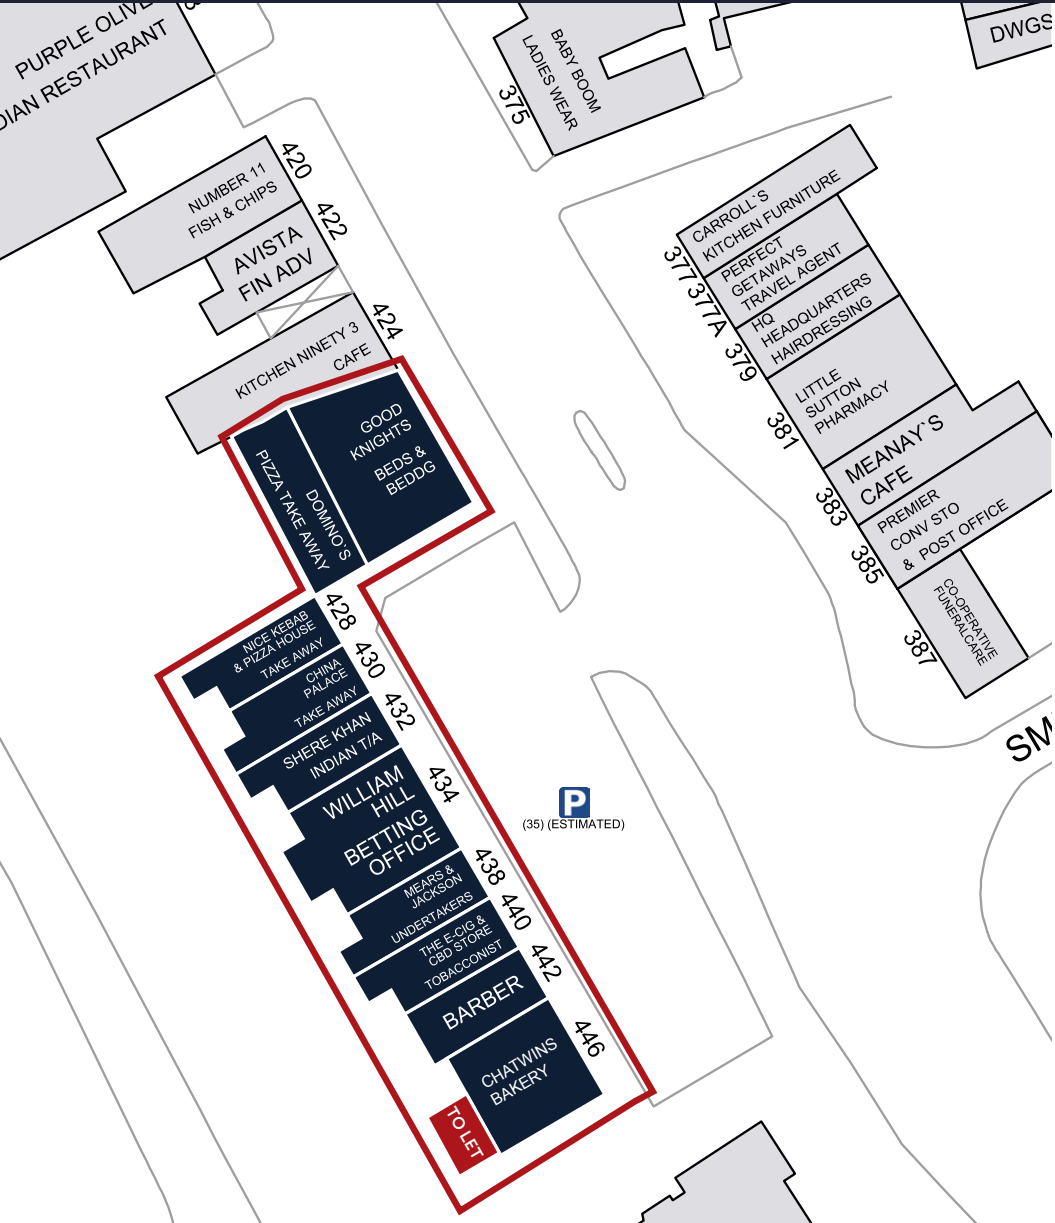 PURPLE OLIVE
DIAN RESTAURANT
BABY BOOM
LADIES WEAR
375
DWGS
NUMBER 11
FISH & CHIPS
420
AVISTA
FIN ADV
422
KITCHEN NINETY 3
CAFE
424
CARROLL`S
KITCHEN FURNITURE
377
PERFECT
GETAWAYS
TRAVEL AGENT
377A
HQ
HEADQUARTERS
HAIRDRESSING
379
LITTLE
SUTTON
PHARMACY
381
MEANAY`S
CAFE
383
PREMIER
CONV STO
& POST OFFICE
385
CO-OPERATIVE
FUNERALCARE
387
GOOD
KNIGHTS
BEDS &
BEDDG
DOMINO`S
PIZZA TAKE AWAY
NICE KEBAB
& PIZZA HOUSE
TAKE AWAY
428
CHINA
PALACE
TAKE AWAY
430
SHERE KHAN
INDIAN T/A
432
WILLIAM
HILL
BETTING
OFFICE
434
MEARS &
JACKSON
UNDERTAKERS
438
THE E-CIG &
CBD STORE
TOBACCONIST
440
BARBER
442
CHATWINS
BAKERY
446
TO LET
P
(35) (ESTIMATED)
SM